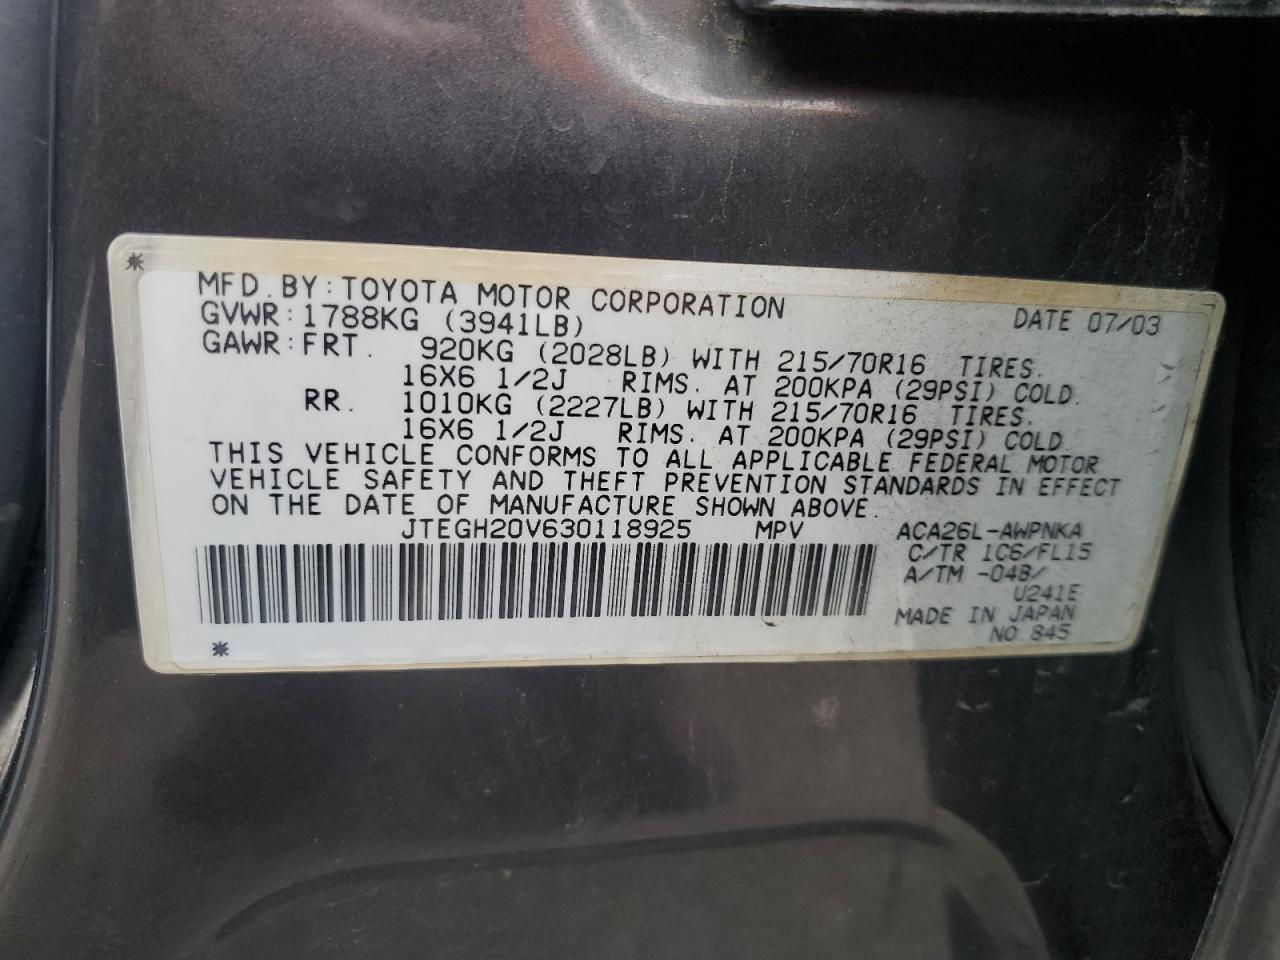 MFD. BY: TOYOTA MOTOR CORPORATION DATE 07/03
GVWR: 1788KG (3941LB)
GAWR: FRT. 920KG (2028LB) WITH 215/70R16 TIRES.
16X6 1/2J RIMS. AT 200KPA (29PSI) COLD.
RR. 1010KG (2227LB) WITH 215/70R16 TIRES.
16X6 1/2J RIMS. AT 200KPA (29PSI) COLD.
THIS VEHICLE CONFORMS TO ALL APPLICABLE FEDERAL MOTOR
VEHICLE SAFETY AND THEFT PREVENTION STANDARDS IN EFFECT
ON THE DATE OF MANUFACTURE SHOWN ABOVE.
JTEGH20V630118925 MPV ACA26L-AWPNKA
C/TR 1C6/FL15
A/TM -04B/
U241E
MADE IN JAPAN
NO.845